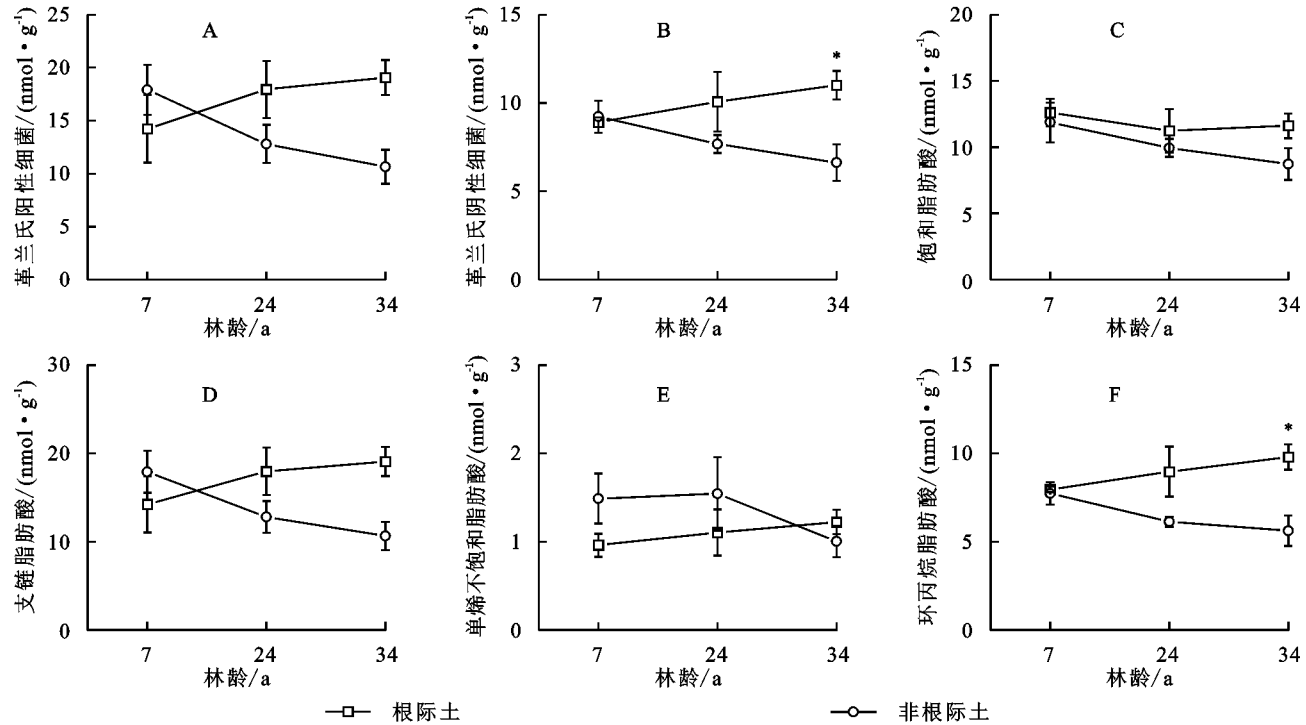 A
革兰氏阳性细菌/(nmol·g⁻¹)
25
20
15
10
5
0
7
24
34
林龄/a
B
*
革兰氏阴性细菌/(nmol·g⁻¹)
15
10
5
0
7
24
34
林龄/a
C
饱和脂肪酸/(nmol·g⁻¹)
20
15
10
5
0
7
24
34
林龄/a
D
支链脂肪酸/(nmol·g⁻¹)
30
20
10
0
7
24
34
林龄/a
E
单烯不饱和脂肪酸/(nmol·g⁻¹)
3
2
1
0
7
24
34
林龄/a
F
*
环丙烷脂肪酸/(nmol·g⁻¹)
15
10
5
0
7
24
34
林龄/a
根际土
非根际土